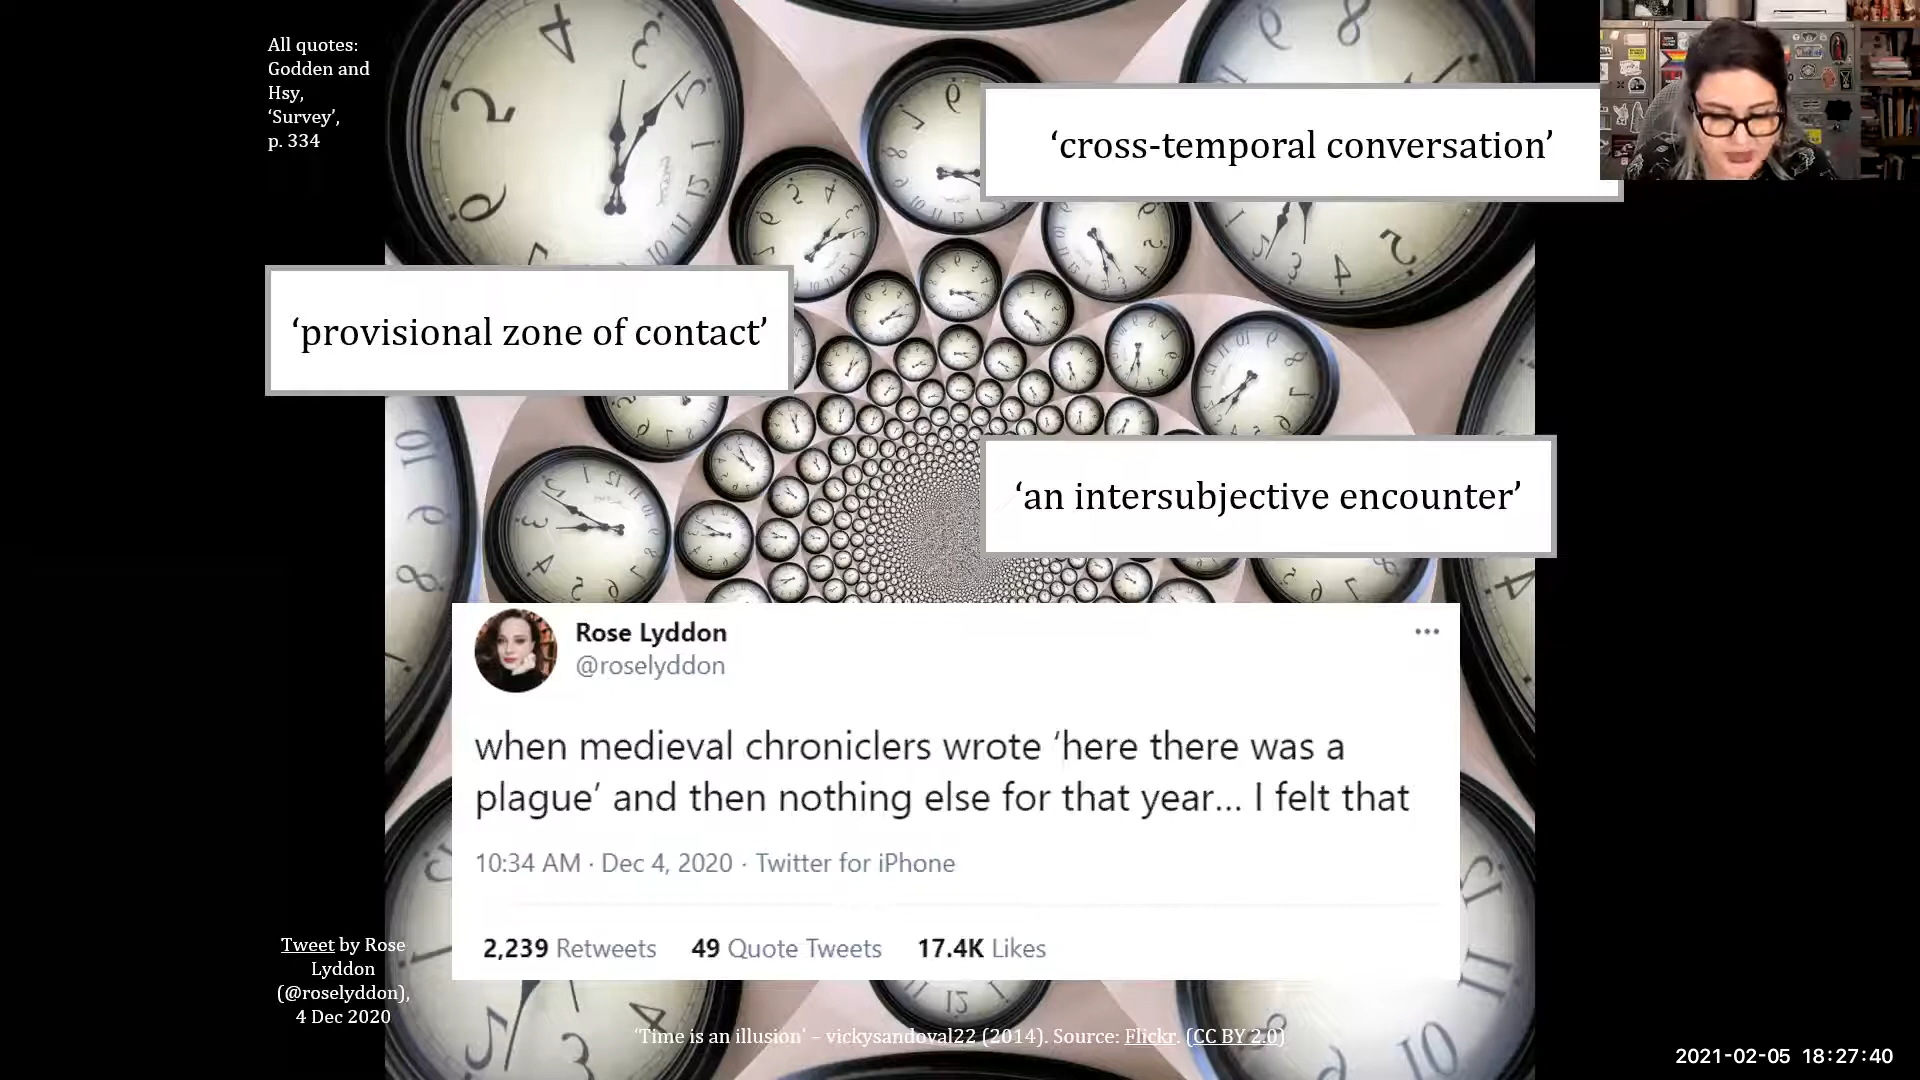 All quotes:
Godden and
Hsy,
‘Survey’,
p. 334
‘cross-temporal conversation’
‘provisional zone of contact’
‘an intersubjective encounter’
Rose Lyddon
@roselyddon
when medieval chroniclers wrote ‘here there was a
plague’ and then nothing else for that year... I felt that
10:34 AM · Dec 4, 2020 · Twitter for iPhone
2,239 Retweets 49 Quote Tweets 17.4K Likes
Tweet by Rose
Lyddon
(@roselyddon),
4 Dec 2020
‘Time is an illusion’ – vickysandoval22 (2014). Source: Flickr. (CC BY 2.0)
2021-02-05 18:27:40